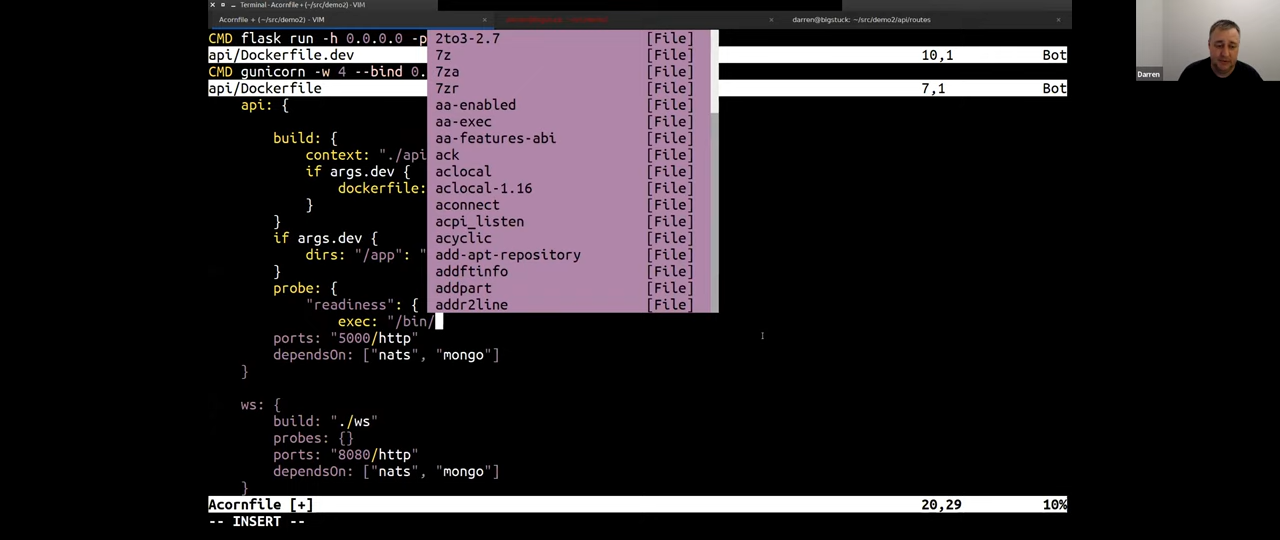 Terminal - Acornfile + (~/src/demo2) - VIM
Acornfile + (~/src/demo2) - VIM
darren@bigstuck: ~/src/demo2/api/routes
CMD flask run -h 0.0.0.0 -p
api/Dockerfile.dev 10,1 Bot
CMD gunicorn -w 4 --bind 0.
api/Dockerfile 7,1 Bot
2to3-2.7 [File]
7z [File]
7za [File]
7zr [File]
aa-enabled [File]
aa-exec [File]
aa-features-abi [File]
ack [File]
aclocal [File]
aclocal-1.16 [File]
aconnect [File]
acpi_listen [File]
acyclic [File]
add-apt-repository [File]
addftinfo [File]
addpart [File]
addr2line [File]
api: {
build: {
context: "./api
if args.dev {
dockerfile:
}
}
if args.dev {
dirs: "/app": "
}
probe: {
"readiness": {
exec: "/bin/
ports: "5000/http"
dependsOn: ["nats", "mongo"]
}
ws: {
build: "./ws"
probes: {}
ports: "8080/http"
dependsOn: ["nats", "mongo"]
}
Acornfile [+] 20,29 10%
-- INSERT --
Darren